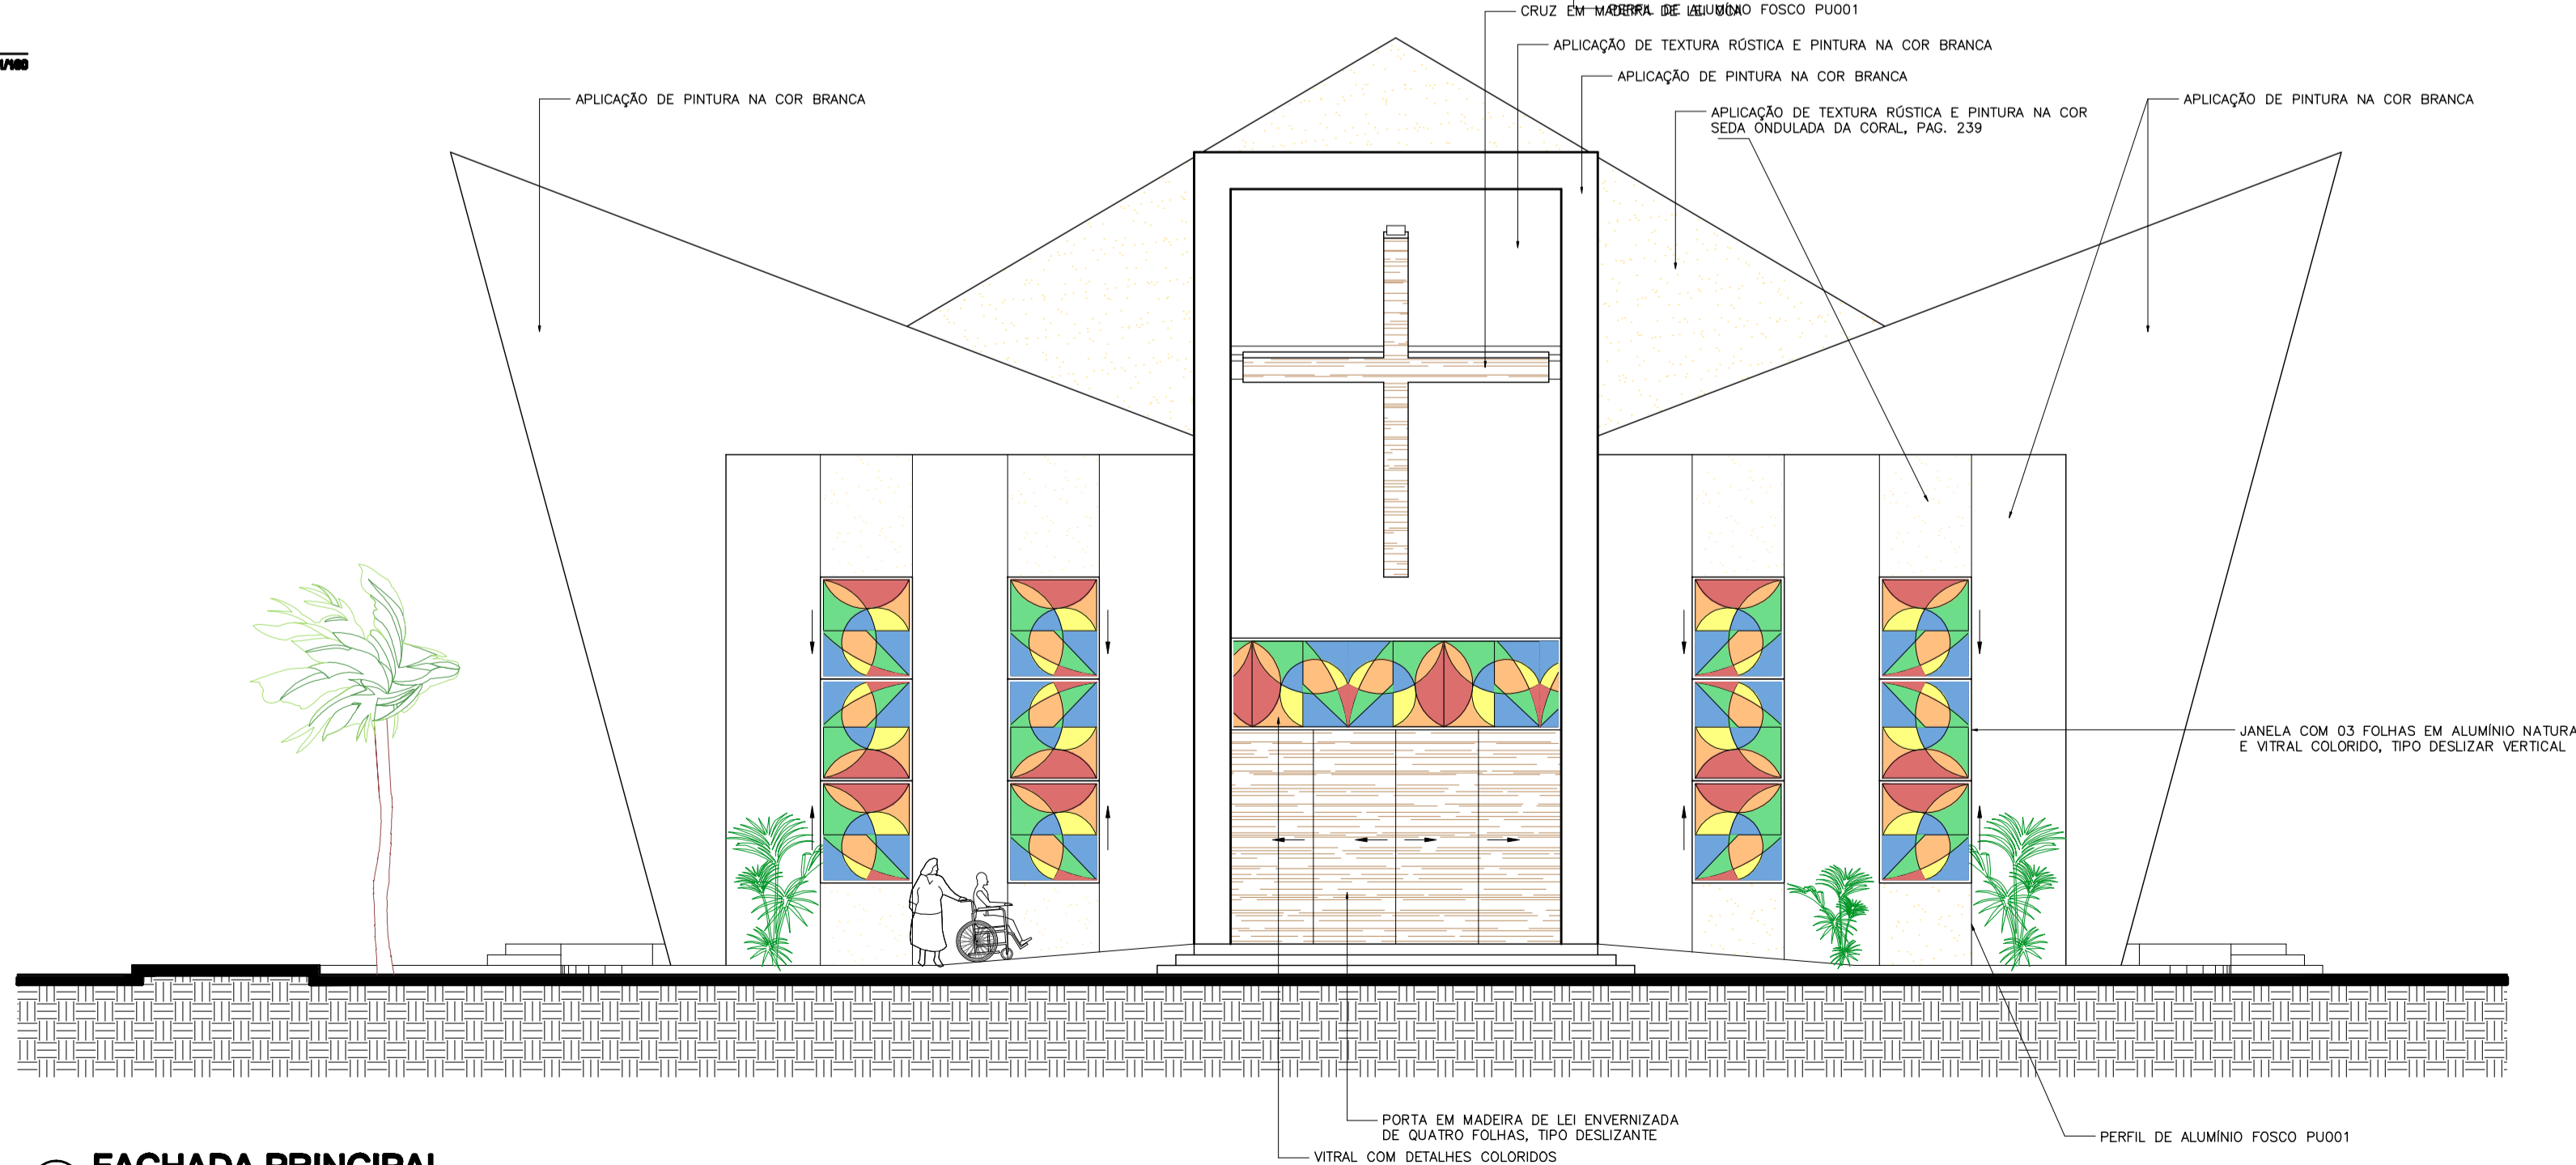 CRUZ EM MADEIRA DE LEI OCA
PERFIL DE ALUMÍNIO FOSCO PU001
APLICAÇÃO DE TEXTURA RÚSTICA E PINTURA NA COR BRANCA
APLICAÇÃO DE PINTURA NA COR BRANCA
APLICAÇÃO DE PINTURA NA COR BRANCA
APLICAÇÃO DE TEXTURA RÚSTICA E PINTURA NA COR
SEDA ONDULADA DA CORAL, PAG. 239
APLICAÇÃO DE PINTURA NA COR BRANCA
JANELA COM 03 FOLHAS EM ALUMÍNIO NATURA
E VITRAL COLORIDO, TIPO DESLIZAR VERTICAL
PORTA EM MADEIRA DE LEI ENVERNIZADA
DE QUATRO FOLHAS, TIPO DESLIZANTE
PERFIL DE ALUMÍNIO FOSCO PU001
VITRAL COM DETALHES COLORIDOS
FACHADA PRINCIPAL